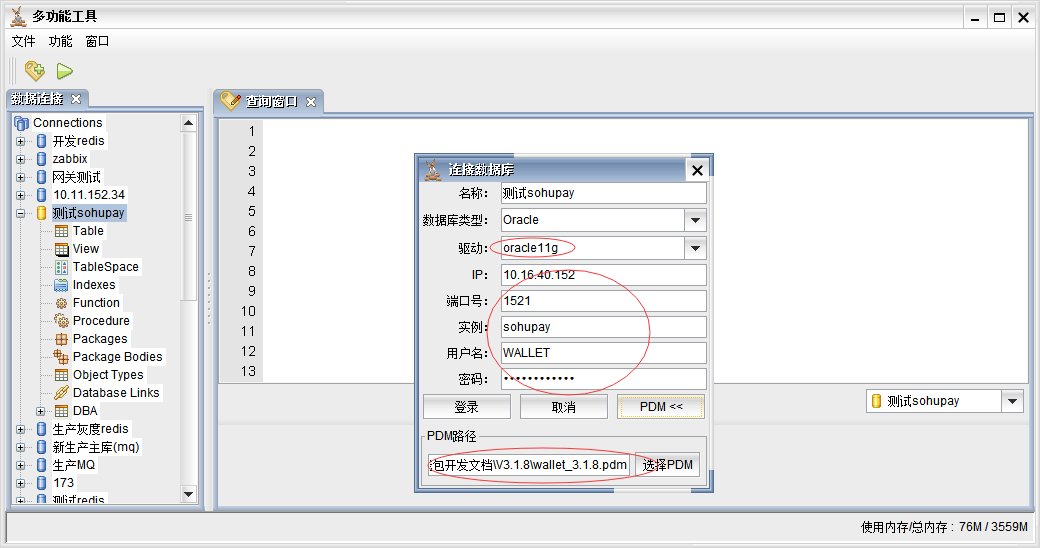 多功能工具
文件 功能 窗口
数据连接
Connections
开发redis
zabbix
网关测试
10.11.152.34
测试sohupay
Table
View
TableSpace
Indexes
Function
Procedure
Packages
Package Bodies
Object Types
Database Links
DBA
生产灰度redis
新生产主库(mq)
生产MQ
173
测试redis
查询窗口
1
2
3
4
5
6
7
8
9
10
11
12
13
连接数据库
名称: 测试sohupay
数据库类型: Oracle
驱动: oracle11g
IP: 10.16.40.152
端口号: 1521
实例: sohupay
用户名: WALLET
密码: ••••••••••••
登录 取消 PDM <<
PDM路径
包开发文档\V3.1.8\wallet_3.1.8.pdm 选择PDM
测试sohupay
使用内存/总内存 : 76M / 3559M